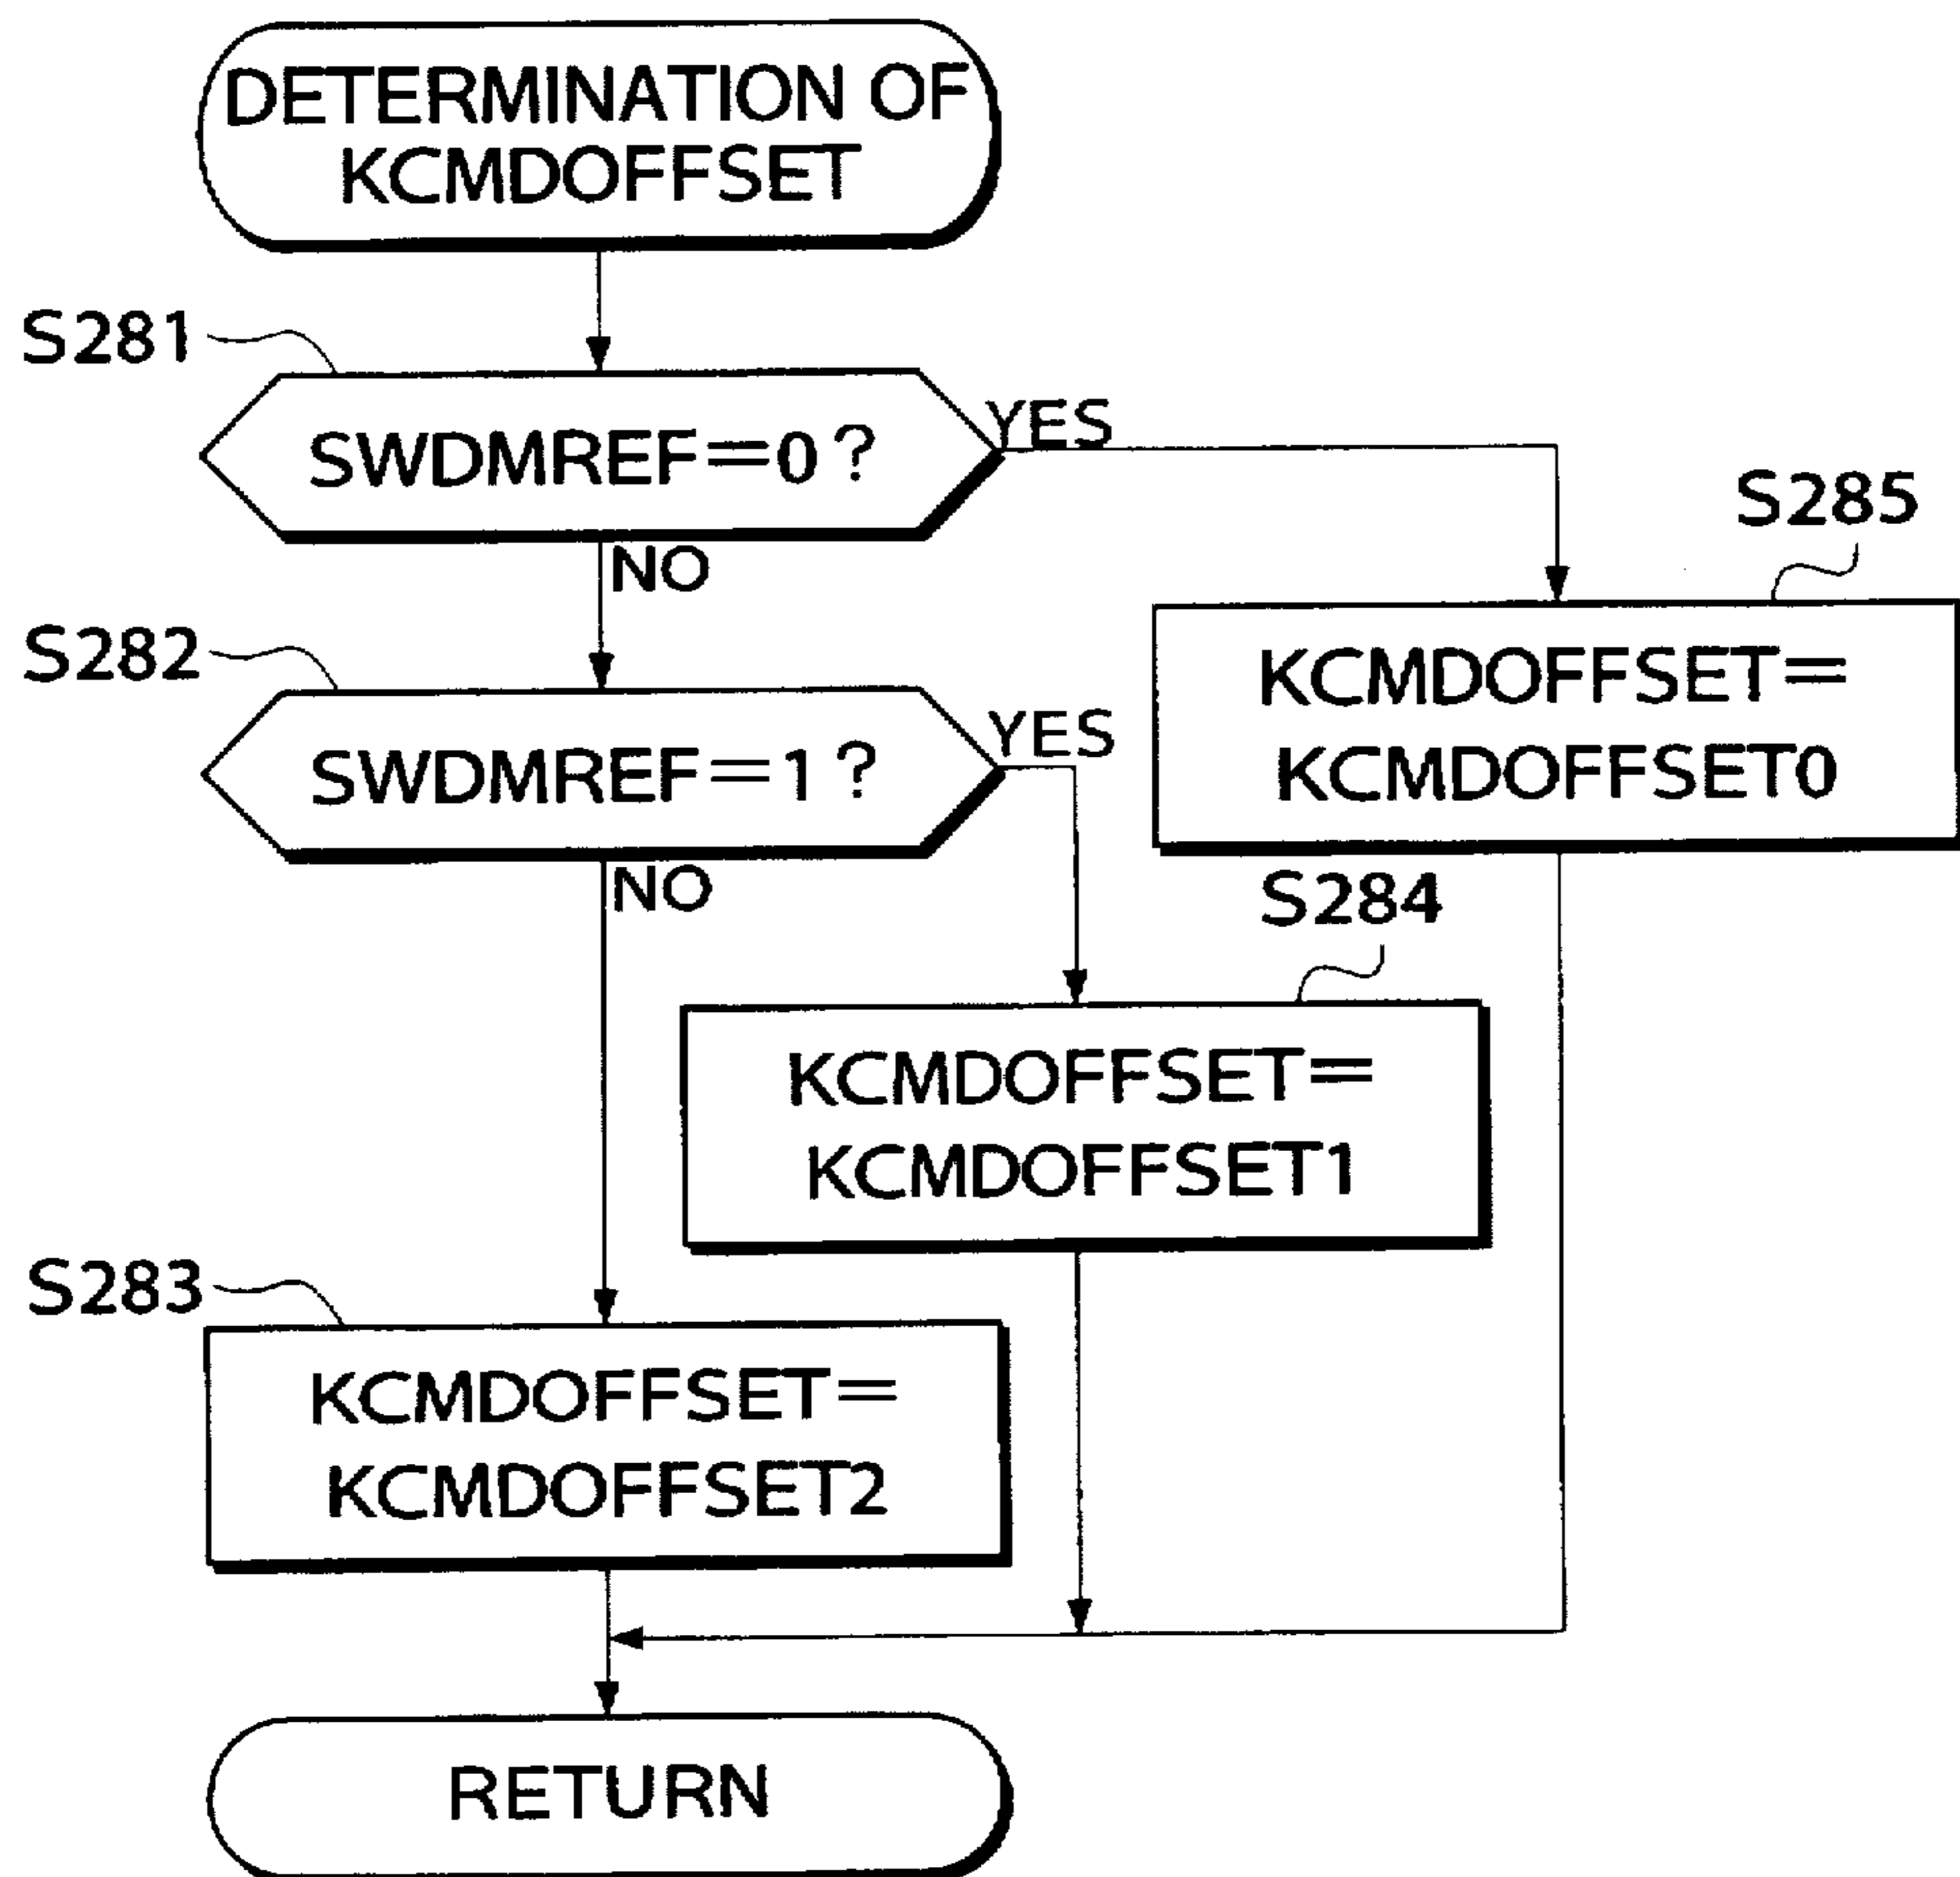 DETERMINATION OF
KCMDOFFSET
S281
SWDMREF=0?
YES
NO
S285
KCMDOFFSET=
KCMDOFFSET0
S282
SWDMREF=1?
YES
NO
S284
KCMDOFFSET=
KCMDOFFSET1
S283
KCMDOFFSET=
KCMDOFFSET2
RETURN